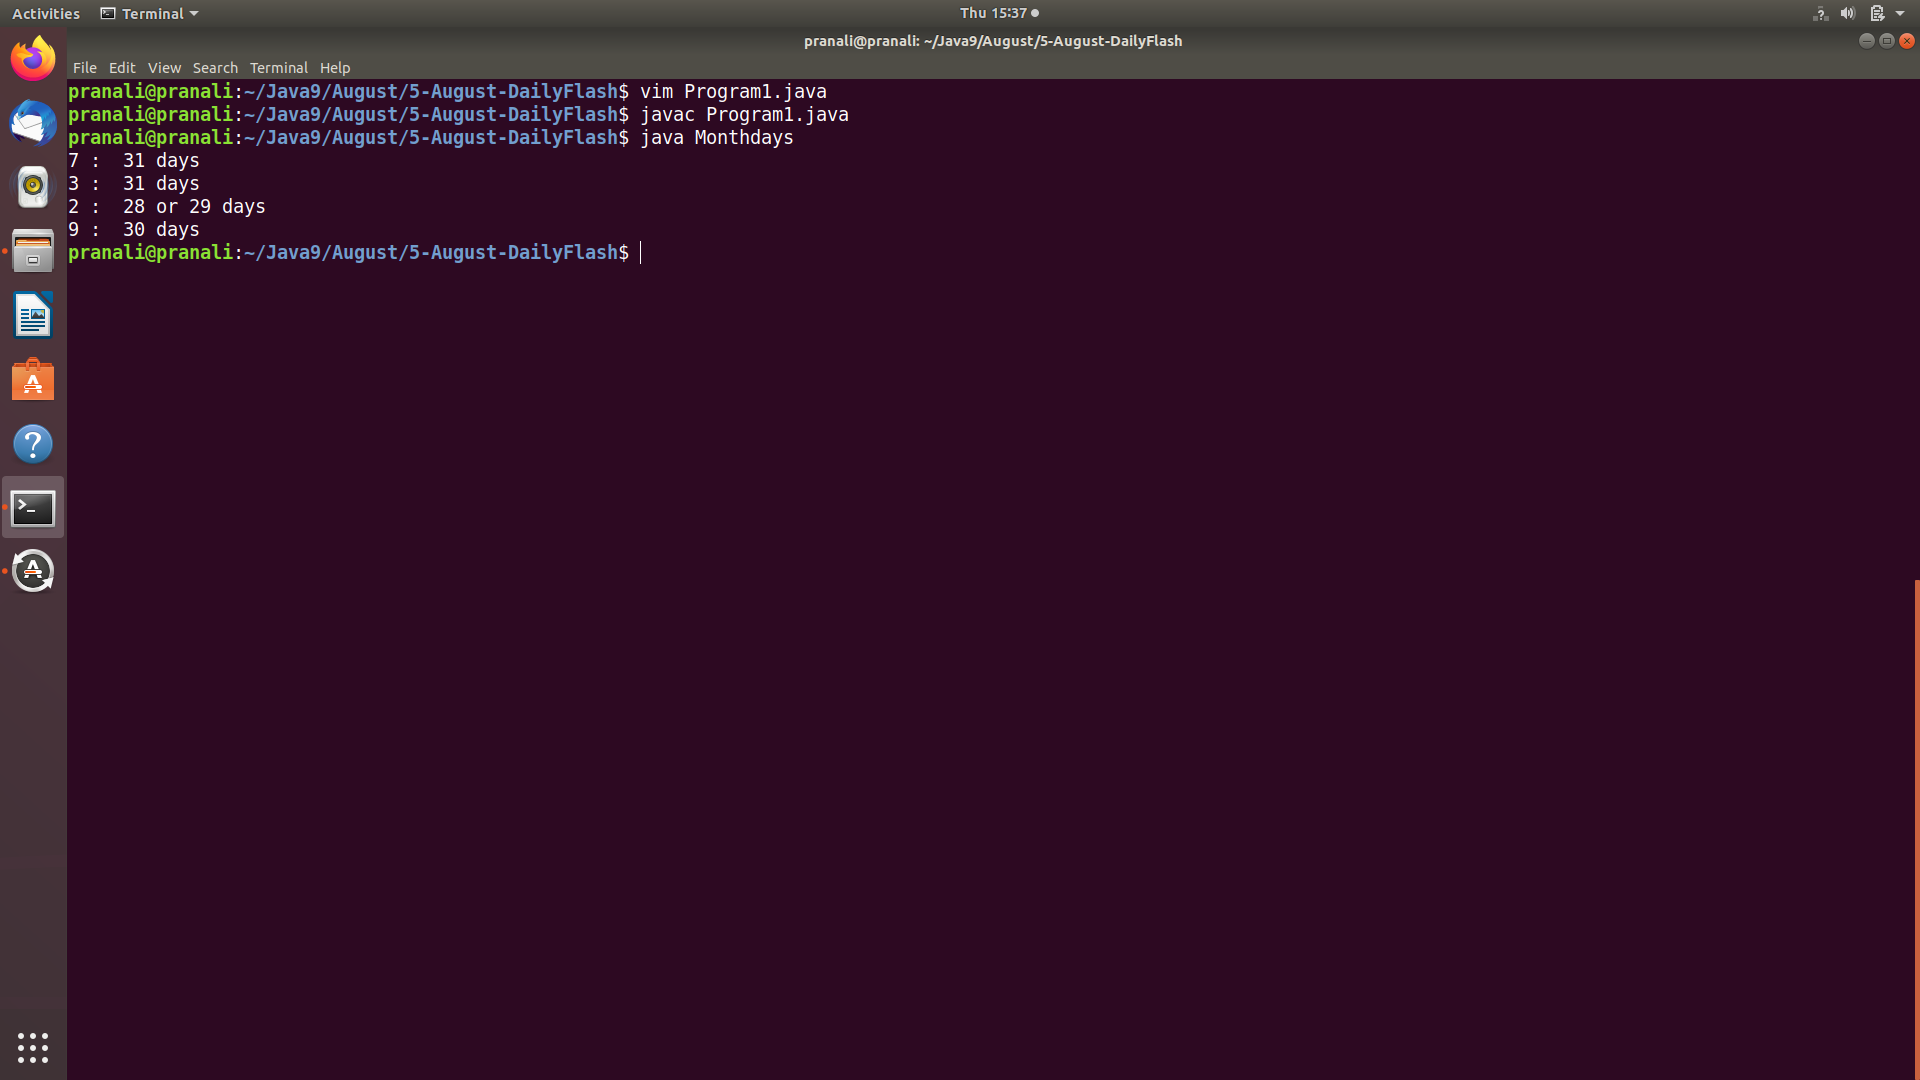 Activities Terminal Thu 15:37
pranali@pranali: ~/Java9/August/5-August-DailyFlash
File Edit View Search Terminal Help
pranali@pranali:~/Java9/August/5-August-DailyFlash$ vim Program1.java
pranali@pranali:~/Java9/August/5-August-DailyFlash$ javac Program1.java
pranali@pranali:~/Java9/August/5-August-DailyFlash$ java Monthdays
7 :  31 days
3 :  31 days
2 :  28 or 29 days
9 :  30 days
pranali@pranali:~/Java9/August/5-August-DailyFlash$